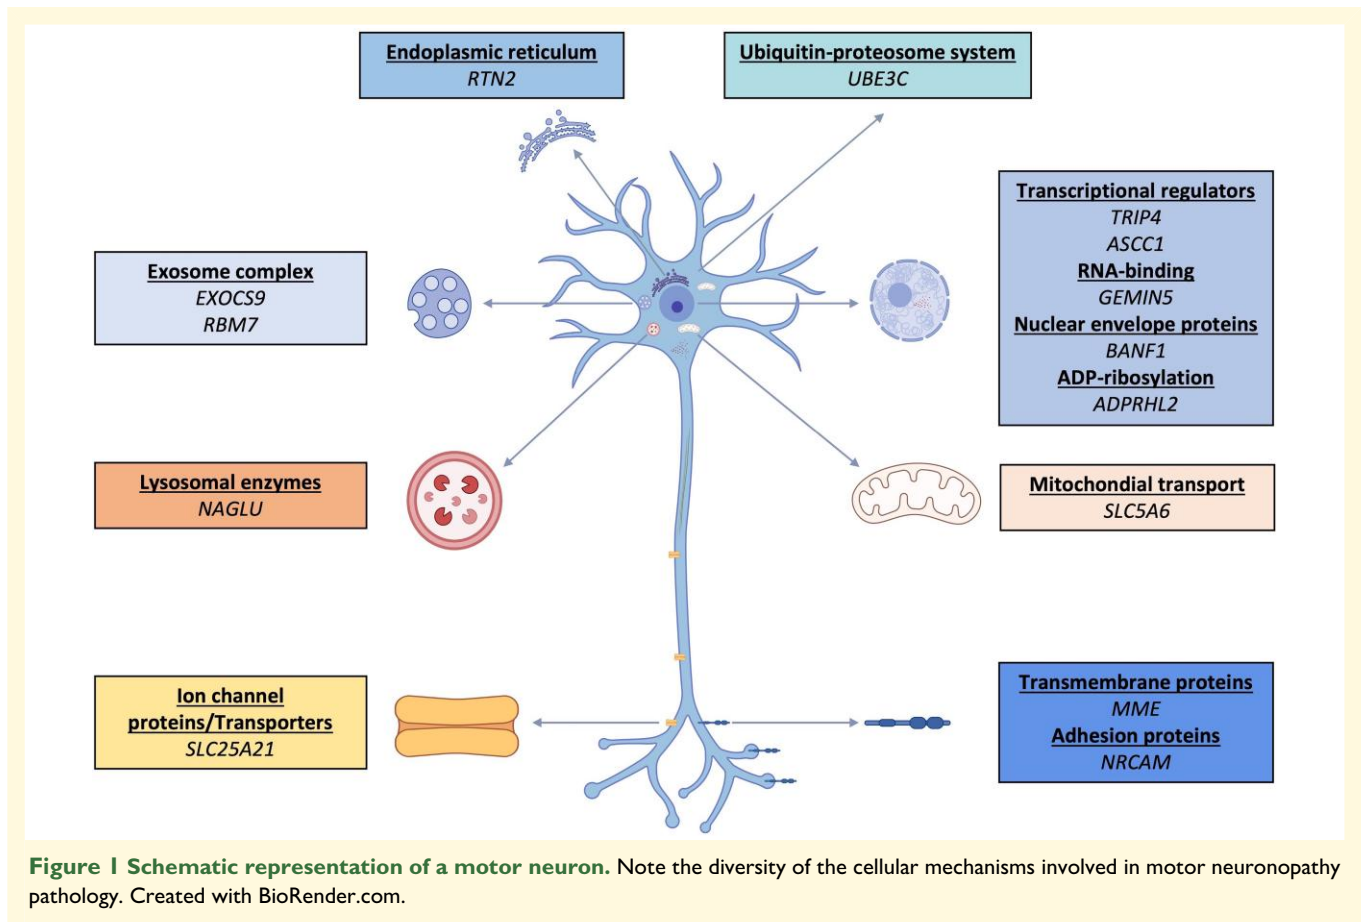 Endoplasmic reticulum
RTN2
Ubiquitin-proteosome system
UBE3C
Transcriptional regulators
TRIP4
ASCC1
RNA-binding
GEMIN5
Nuclear envelope proteins
BANF1
ADP-ribosylation
ADPRHL2
Exosome complex
EXOCS9
RBM7
Lysosomal enzymes
NAGLU
Mitochondial transport
SLC5A6
Ion channel
proteins/Transporters
SLC25A21
Transmembrane proteins
MME
Adhesion proteins
NRCAM
Figure 1 Schematic representation of a motor neuron. Note the diversity of the cellular mechanisms involved in motor neuronopathy
pathology. Created with BioRender.com.